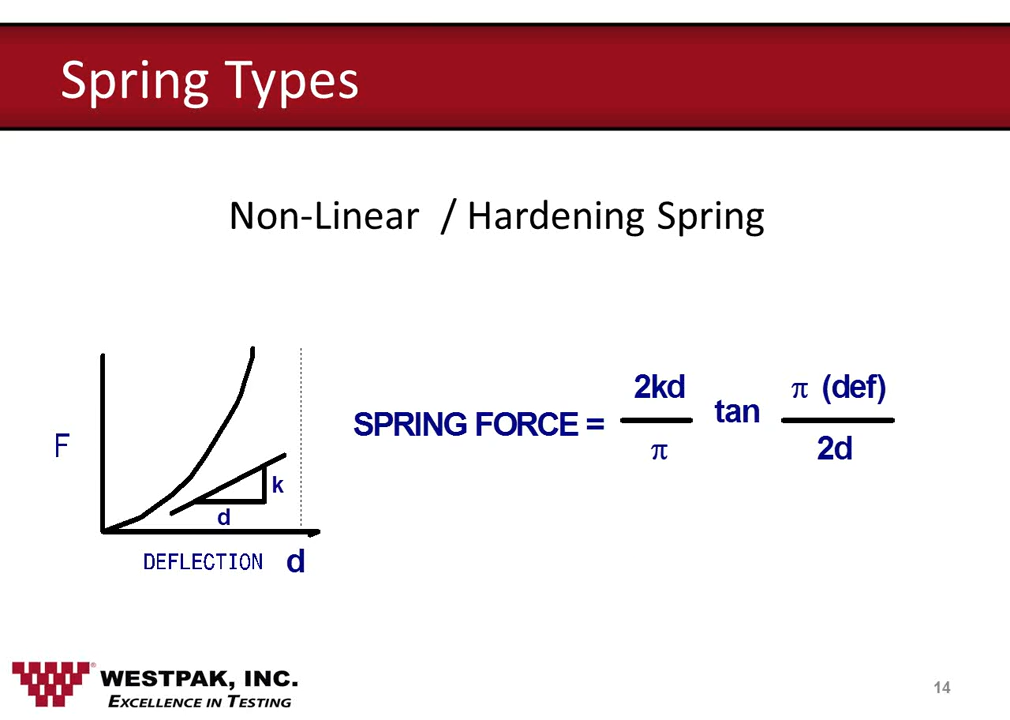 Spring Types
Non-Linear / Hardening Spring
F
k
d
DEFLECTION d
SPRING FORCE = 2kd / π tan π (def) / 2d
WESTPAK, INC.
EXCELLENCE IN TESTING
14